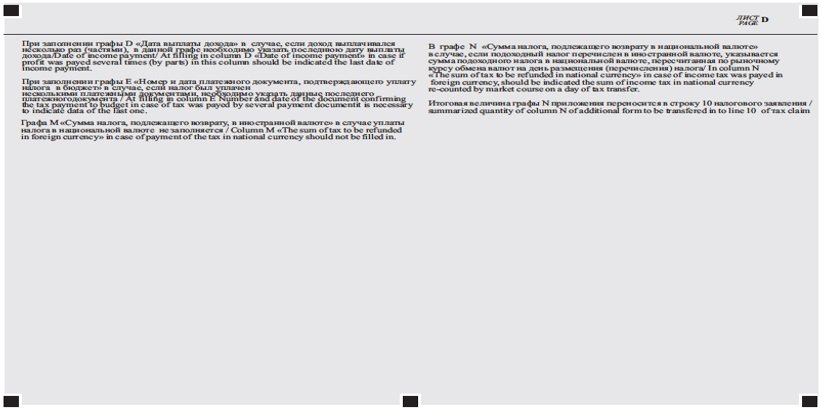 ЛИСТ D
PAGE
При заполнении графы D «Дата выплаты дохода» в случае, если доход выплачивался
несколько раз (частями), в данной графе необходимо указать последнюю дату выплаты
дохода/Date of income payment/ At filling in column D «Date of income payment» in case if
profit was payed several times (by parts) in this column should be indicated the last date of
income payment.
При заполнении графы E «Номер и дата платежного документа, подтверждающего уплату
налога в бюджет» в случае, если налог был уплачен
несколькими платежными документами, необходимо указать данные последнего
платежногодокумента / At filling in column E Number and date of the document confirming
the tax payment to budget in case of tax was payed by several payment documentit is necessary
to indicate data of the last one.
Графа M «Сумма налога, подлежащего возврату, в иностранной валюте» в случае уплаты
налога в национальной валюте не заполняется / Column M «The sum of tax to be refunded
in foreign currency» in case of payment of the tax in national currency should not be filled in.
В графе N «Сумма налога, подлежащего возврату в национальной валюте»
в случае, если подоходный налог перечислен в иностранной валюте, указывается
сумма подоходного налога в национальной валюте, пересчитанная по рыночному
курсу обмена валют на день размещения (перечисления) налога/ In column N
«The sum of tax to be refunded in national currency» in case of income tax was payed in
foreign currency, should be indicated the sum of income tax in national currency
re-counted by market course on a day of tax transfer.
Итоговая величина графы N приложения переносится в строку 10 налогового заявления /
summarized quantity of column N of additional form to be transfered in to line 10 of tax claim